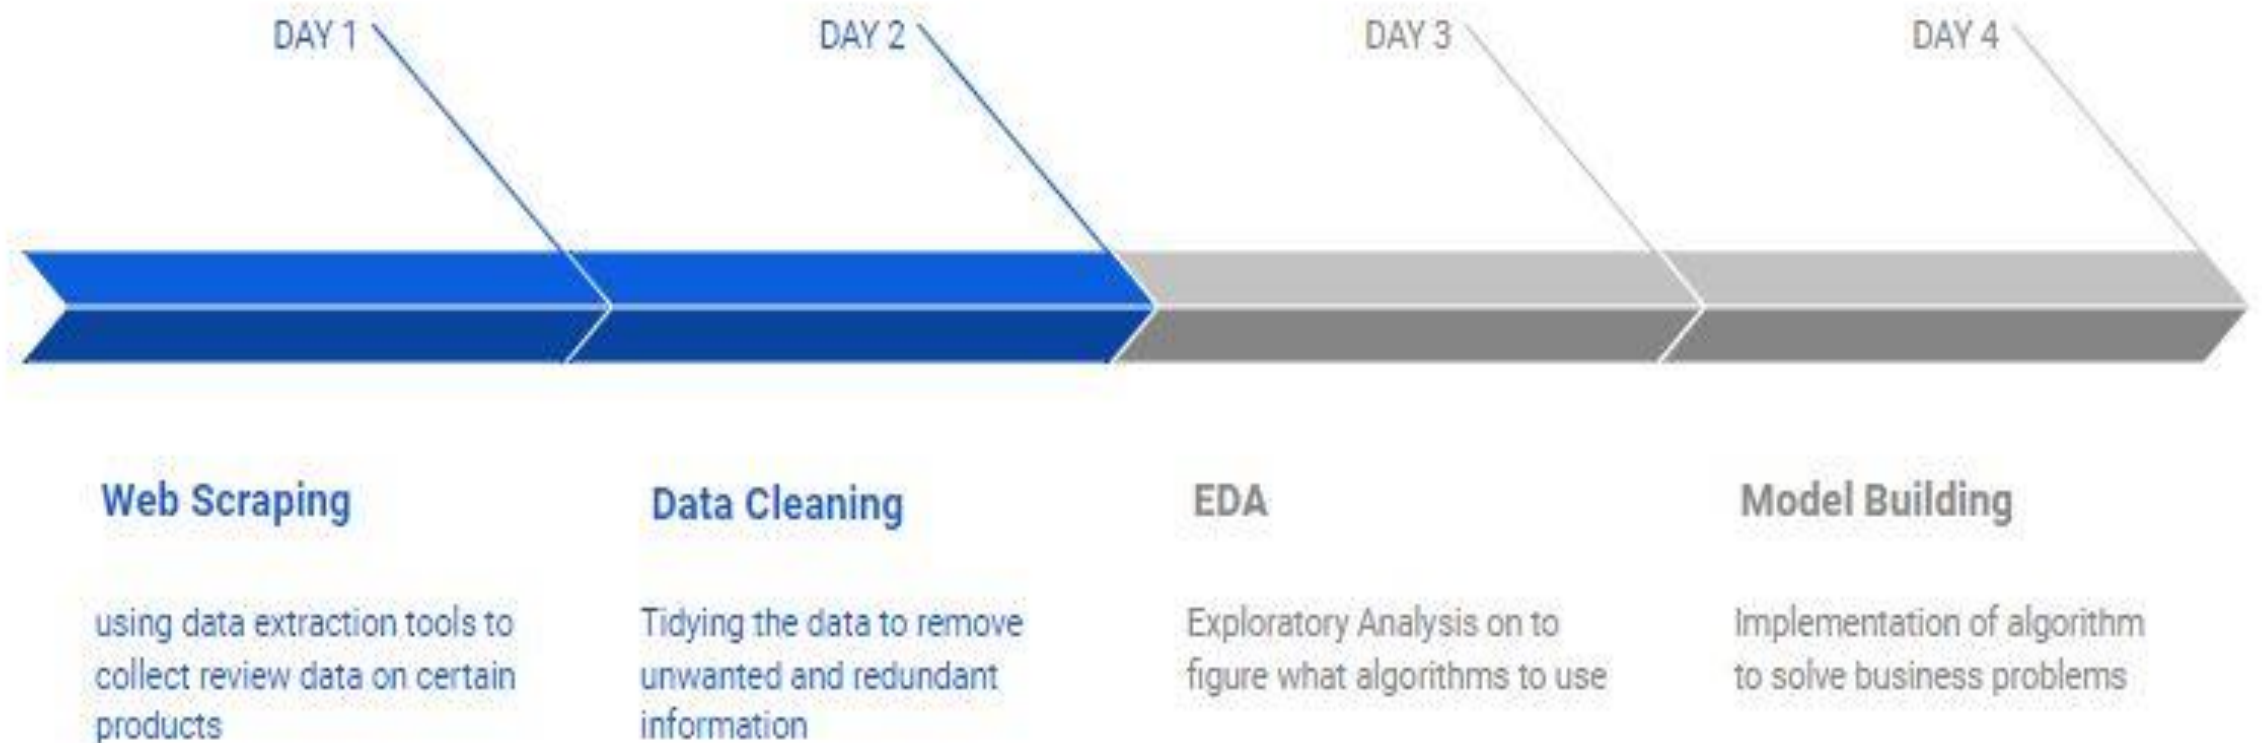 DAY 1
DAY 2
DAY 3
DAY 4
Web Scraping
using data extraction tools to
collect review data on certain
products
Data Cleaning
Tidying the data to remove
unwanted and redundant
information
EDA
Exploratory Analysis on to
figure what algorithms to use
Model Building
Implementation of algorithm
to solve business problems